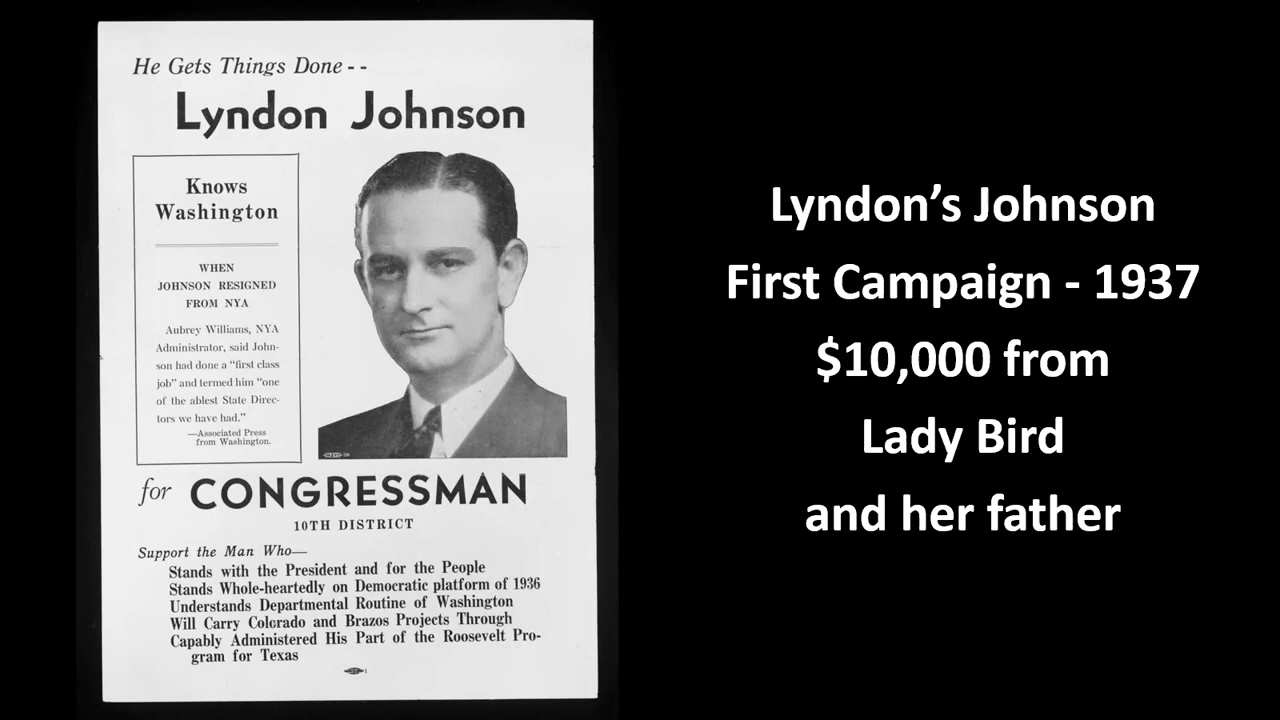 He Gets Things Done--
Lyndon Johnson
Knows
Washington
WHEN
JOHNSON RESIGNED
FROM NYA
Aubrey Williams, NYA
Administrator, said John-
son had done a “first class
job” and termed him “one
of the ablest State Direc-
tors we have had.”
—Associated Press
from Washington.
for CONGRESSMAN
10TH DISTRICT
Support the Man Who—
Stands with the President and for the People
Stands Whole-heartedly on Democratic platform of 1936
Understands Departmental Routine of Washington
Will Carry Colorado and Brazos Projects Through
Capably Administered His Part of the Roosevelt Pro-
gram for Texas
Lyndon’s Johnson
First Campaign - 1937
$10,000 from
Lady Bird
and her father